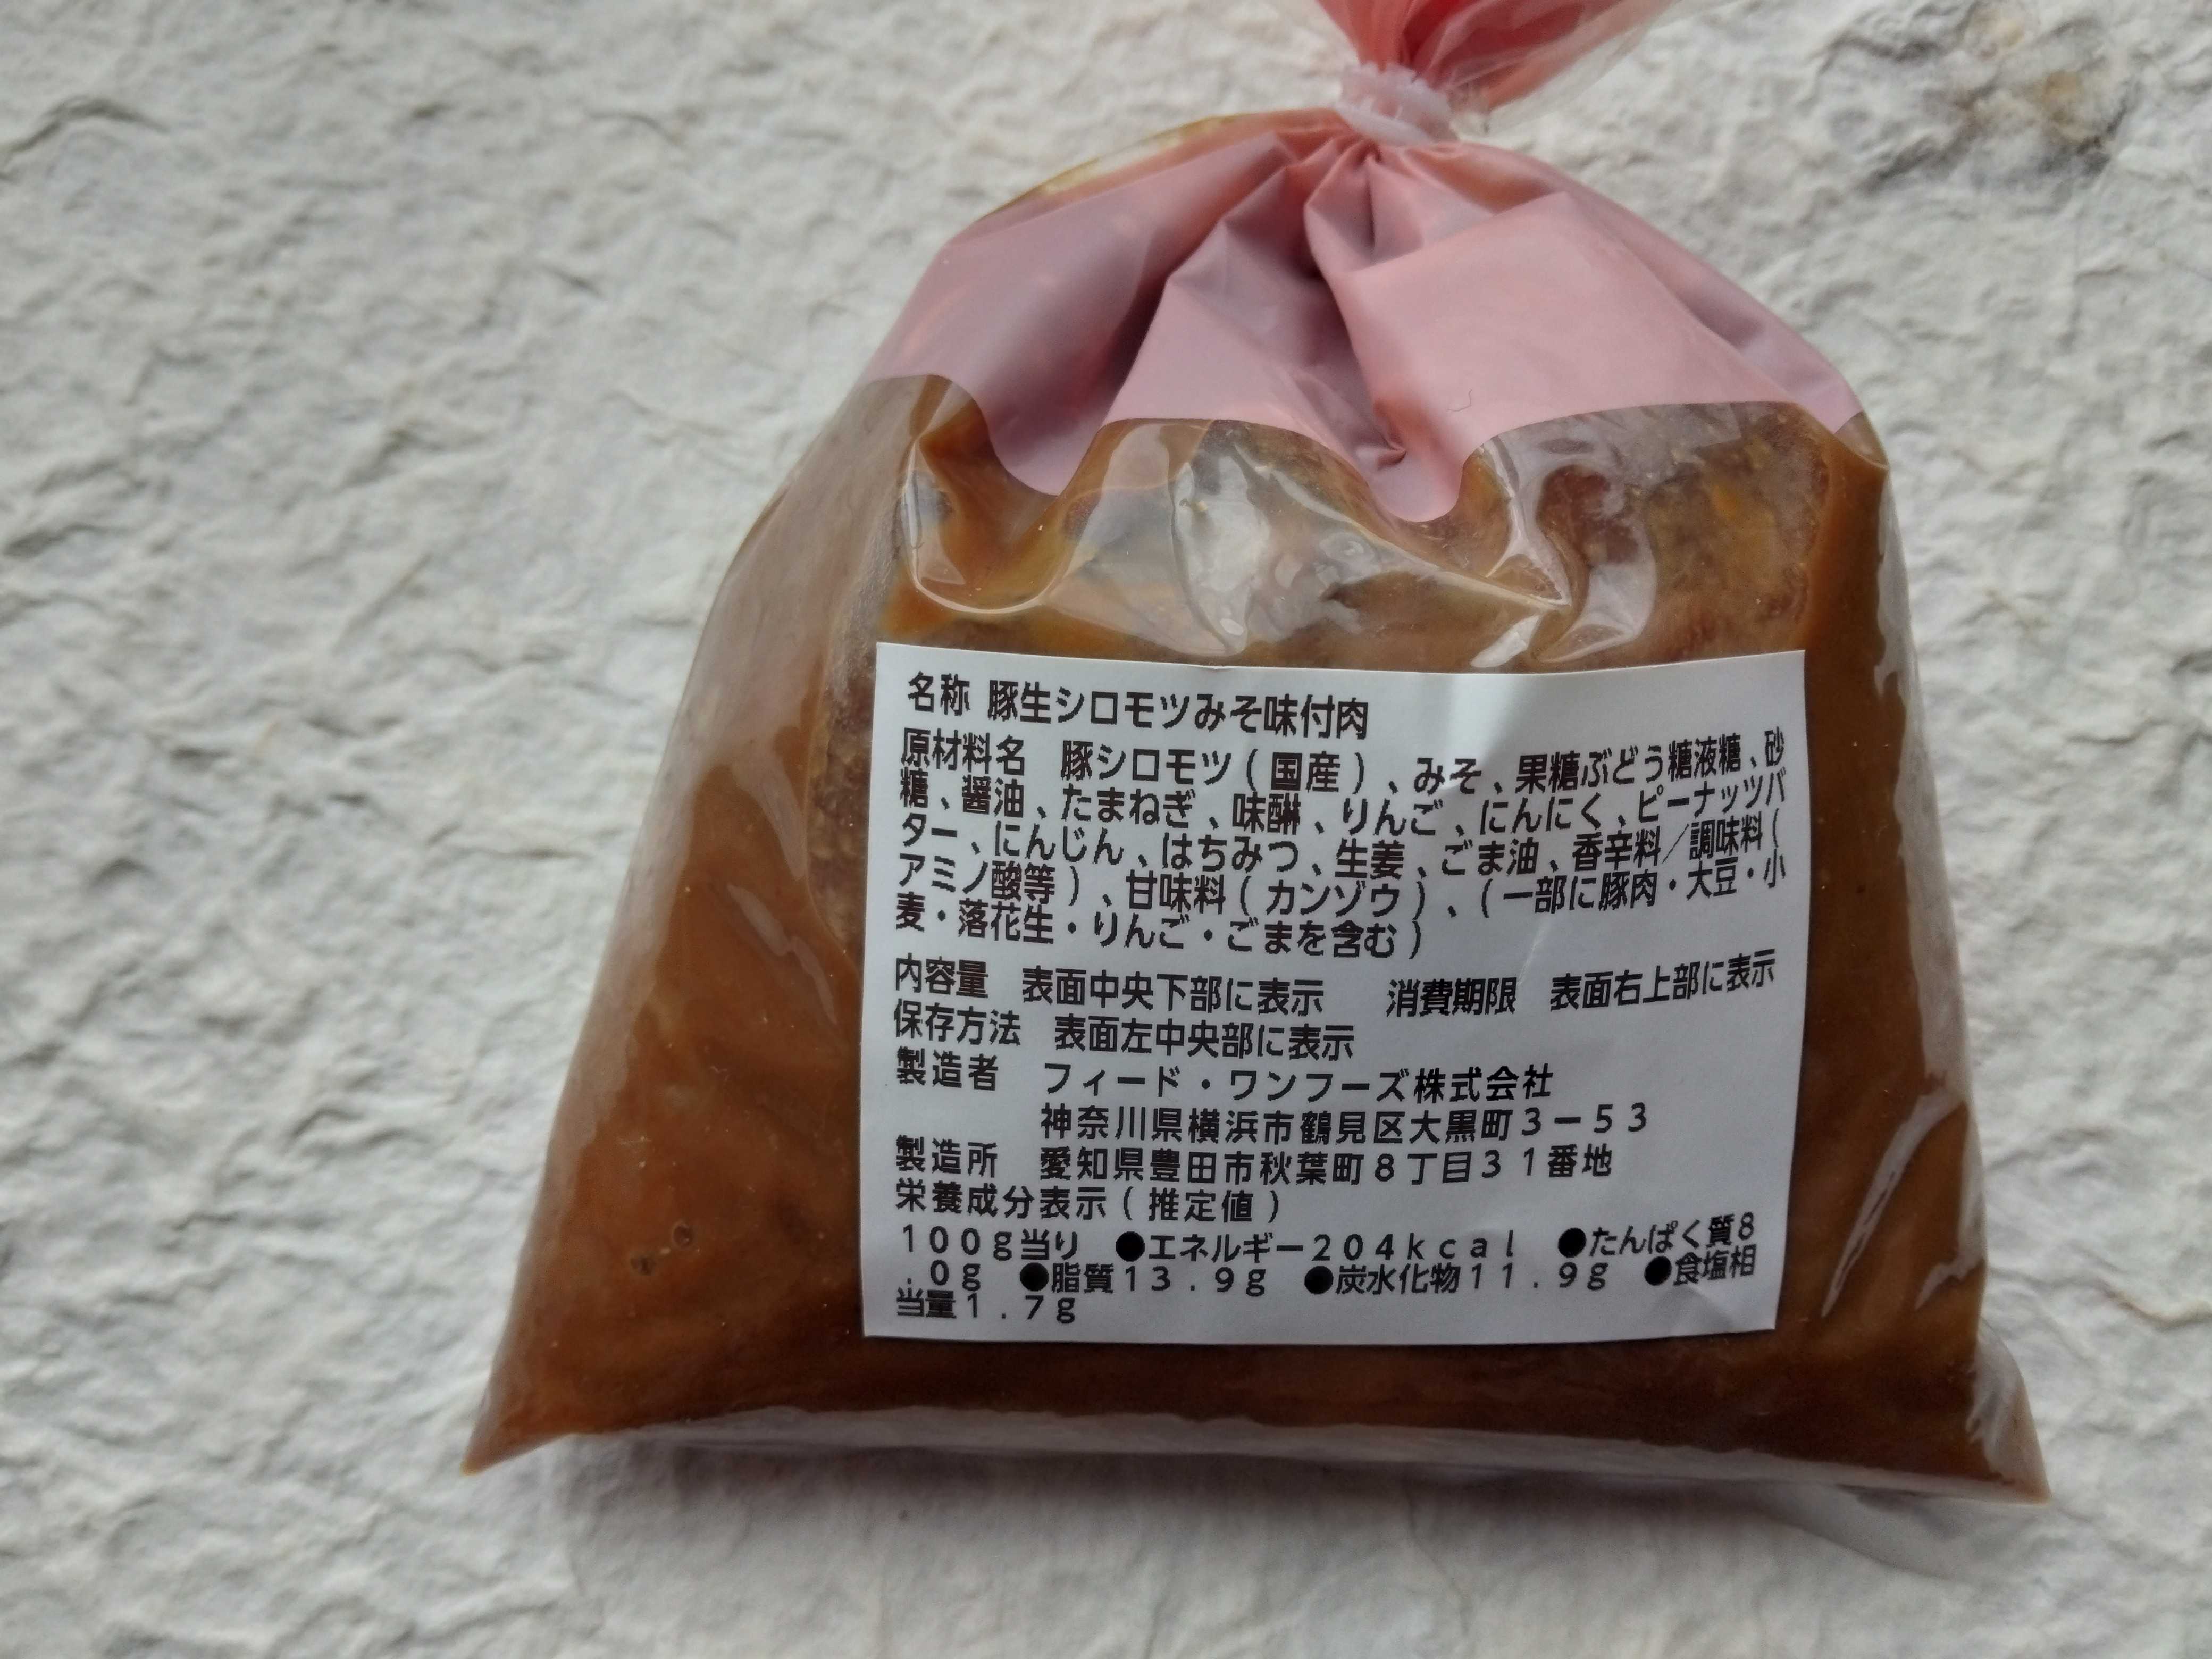 名称 豚生シロモツみそ味付肉
原材料名 豚シロモツ(国産)、みそ、果糖ぶどう糖液糖、砂
糖、醤油、たまねぎ、味醂、りんご、にんにく、ピーナッツバ
ター、にんじん、はちみつ、生姜、ごま油、香辛料/調味料(
アミノ酸等)、甘味料(カンゾウ)、(一部に豚肉・大豆・小
麦・落花生・りんご・ごまを含む)
内容量 表面中央下部に表示 消費期限 表面右上部に表示
保存方法 表面左中央部に表示
製造者 フィード・ワンフーズ株式会社
神奈川県横浜市鶴見区大黒町3-53
製造所 愛知県豊田市秋葉町8丁目31番地
栄養成分表示(推定値)
100g当り ●エネルギー204kcal ●たんぱく質8
.0g ●脂質13.9g ●炭水化物11.9g ●食塩相
当量1.7g